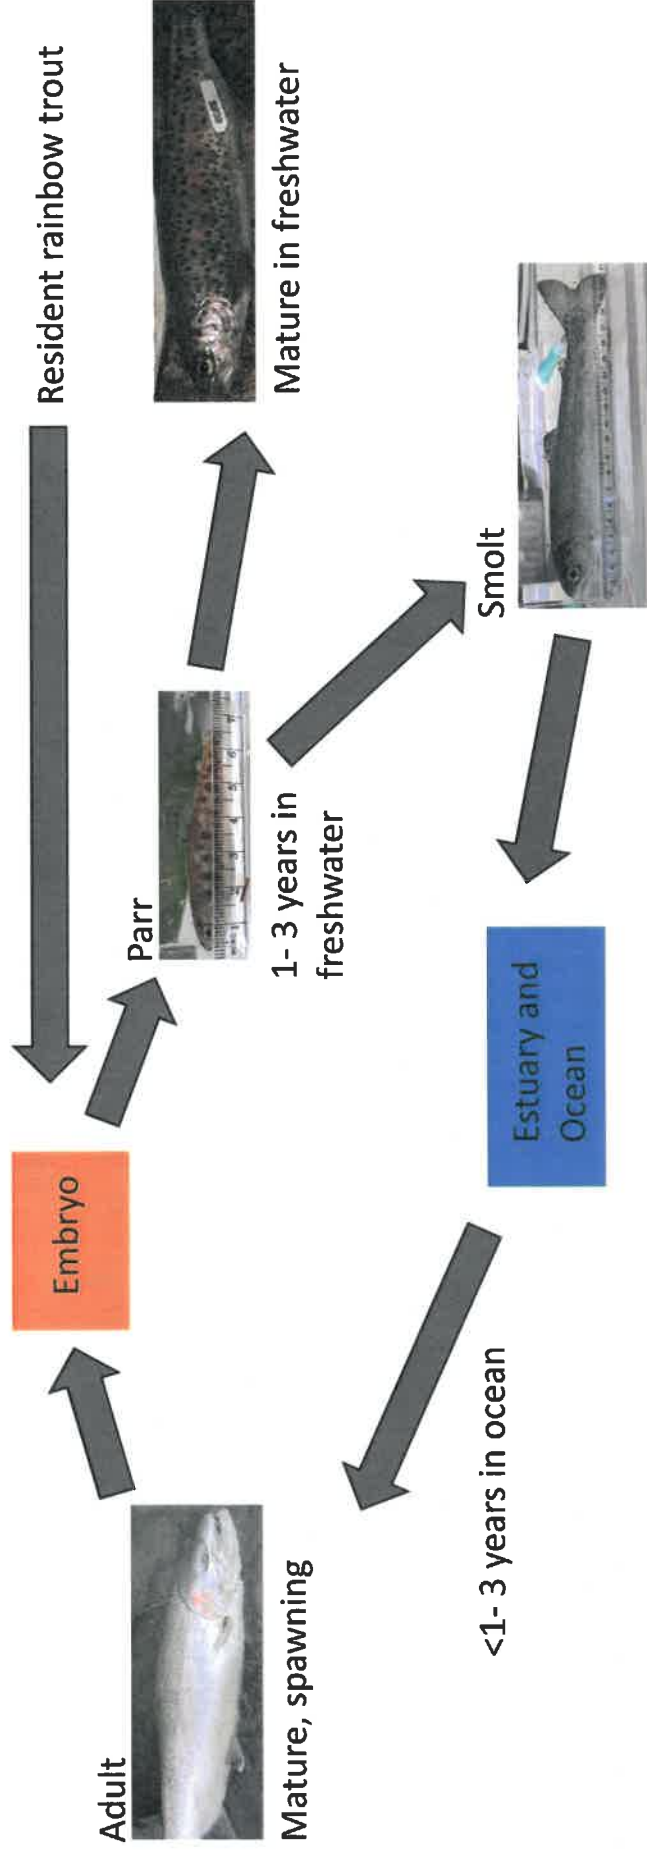 Resident rainbow trout
Mature in freshwater
Embryo
Parr
1- 3 years in
freshwater
Adult
Mature, spawning
Smolt
Estuary and
Ocean
<1- 3 years in ocean